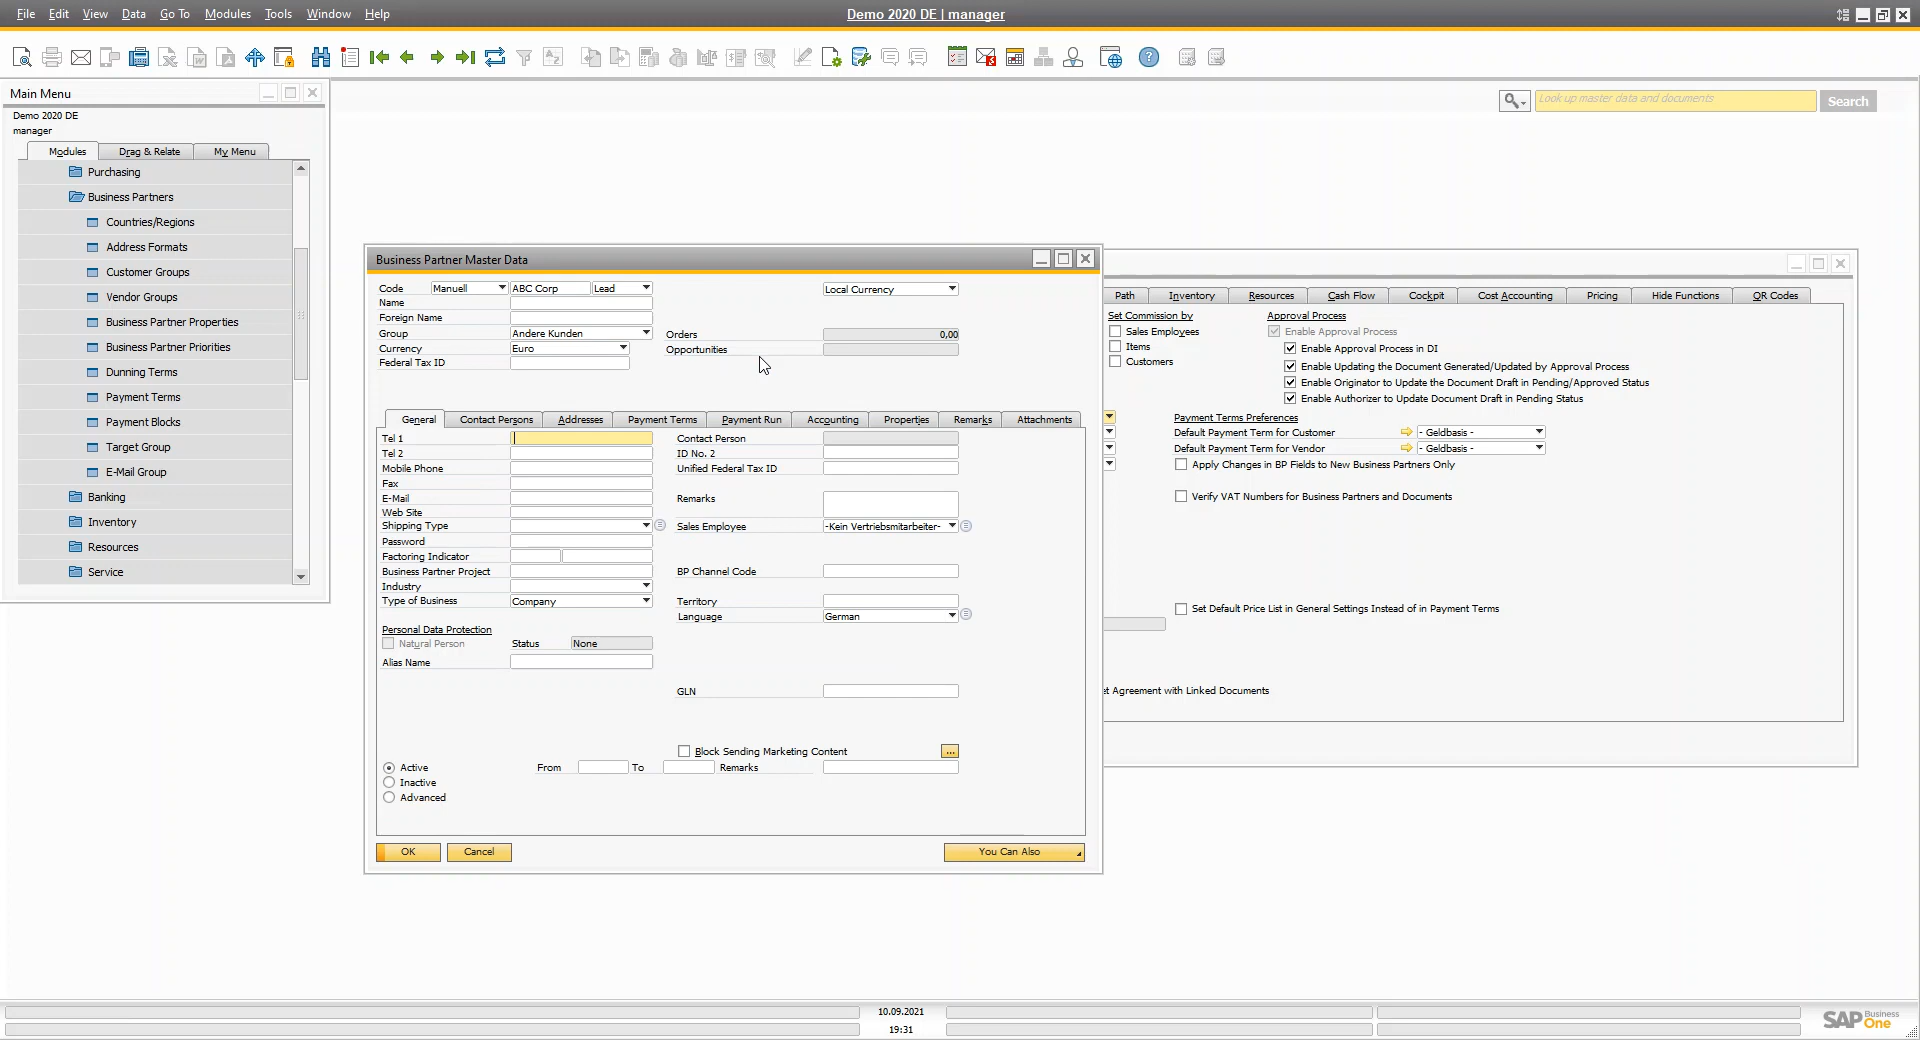 File Edit View Data Go To Modules Tools Window Help
Demo 2020 DE | manager
Look up master data and documents
Search
Main Menu
Demo 2020 DE
manager
Modules Drag & Relate My Menu
Purchasing
Business Partners
Countries/Regions
Address Formats
Customer Groups
Vendor Groups
Business Partner Properties
Business Partner Priorities
Dunning Terms
Payment Terms
Payment Blocks
Target Group
E-Mail Group
Banking
Inventory
Resources
Service
Business Partner Master Data
Code Manuell ABC Corp Lead Local Currency
Name
Foreign Name
Group Andere Kunden Orders 0,00
Currency Euro Opportunities
Federal Tax ID
General Contact Persons Addresses Payment Terms Payment Run Accounting Properties Remarks Attachments
Tel 1 Contact Person
Tel 2 ID No. 2
Mobile Phone Unified Federal Tax ID
Fax
E-Mail Remarks
Web Site
Shipping Type Sales Employee -Kein Vertriebsmitarbeiter-
Password
Factoring Indicator
Business Partner Project BP Channel Code
Industry
Type of Business Company Territory
Language German
Personal Data Protection
Natural Person Status None
Alias Name
GLN
Block Sending Marketing Content ...
Active From To Remarks
Inactive
Advanced
OK Cancel You Can Also
Path Inventory Resources Cash Flow Cockpit Cost Accounting Pricing Hide Functions QR Codes
Set Commission by Approval Process
Sales Employees Enable Approval Process
Items Enable Approval Process in DI
Customers Enable Updating the Document Generated/Updated by Approval Process
Enable Originator to Update the Document Draft in Pending/Approved Status
Enable Authorizer to Update Document Draft in Pending Status
Payment Terms Preferences
Default Payment Term for Customer - Geldbasis -
Default Payment Term for Vendor - Geldbasis -
Apply Changes in BP Fields to New Business Partners Only
Verify VAT Numbers for Business Partners and Documents
Set Default Price List in General Settings Instead of in Payment Terms
et Agreement with Linked Documents
10.09.2021
19:31
SAP Business One